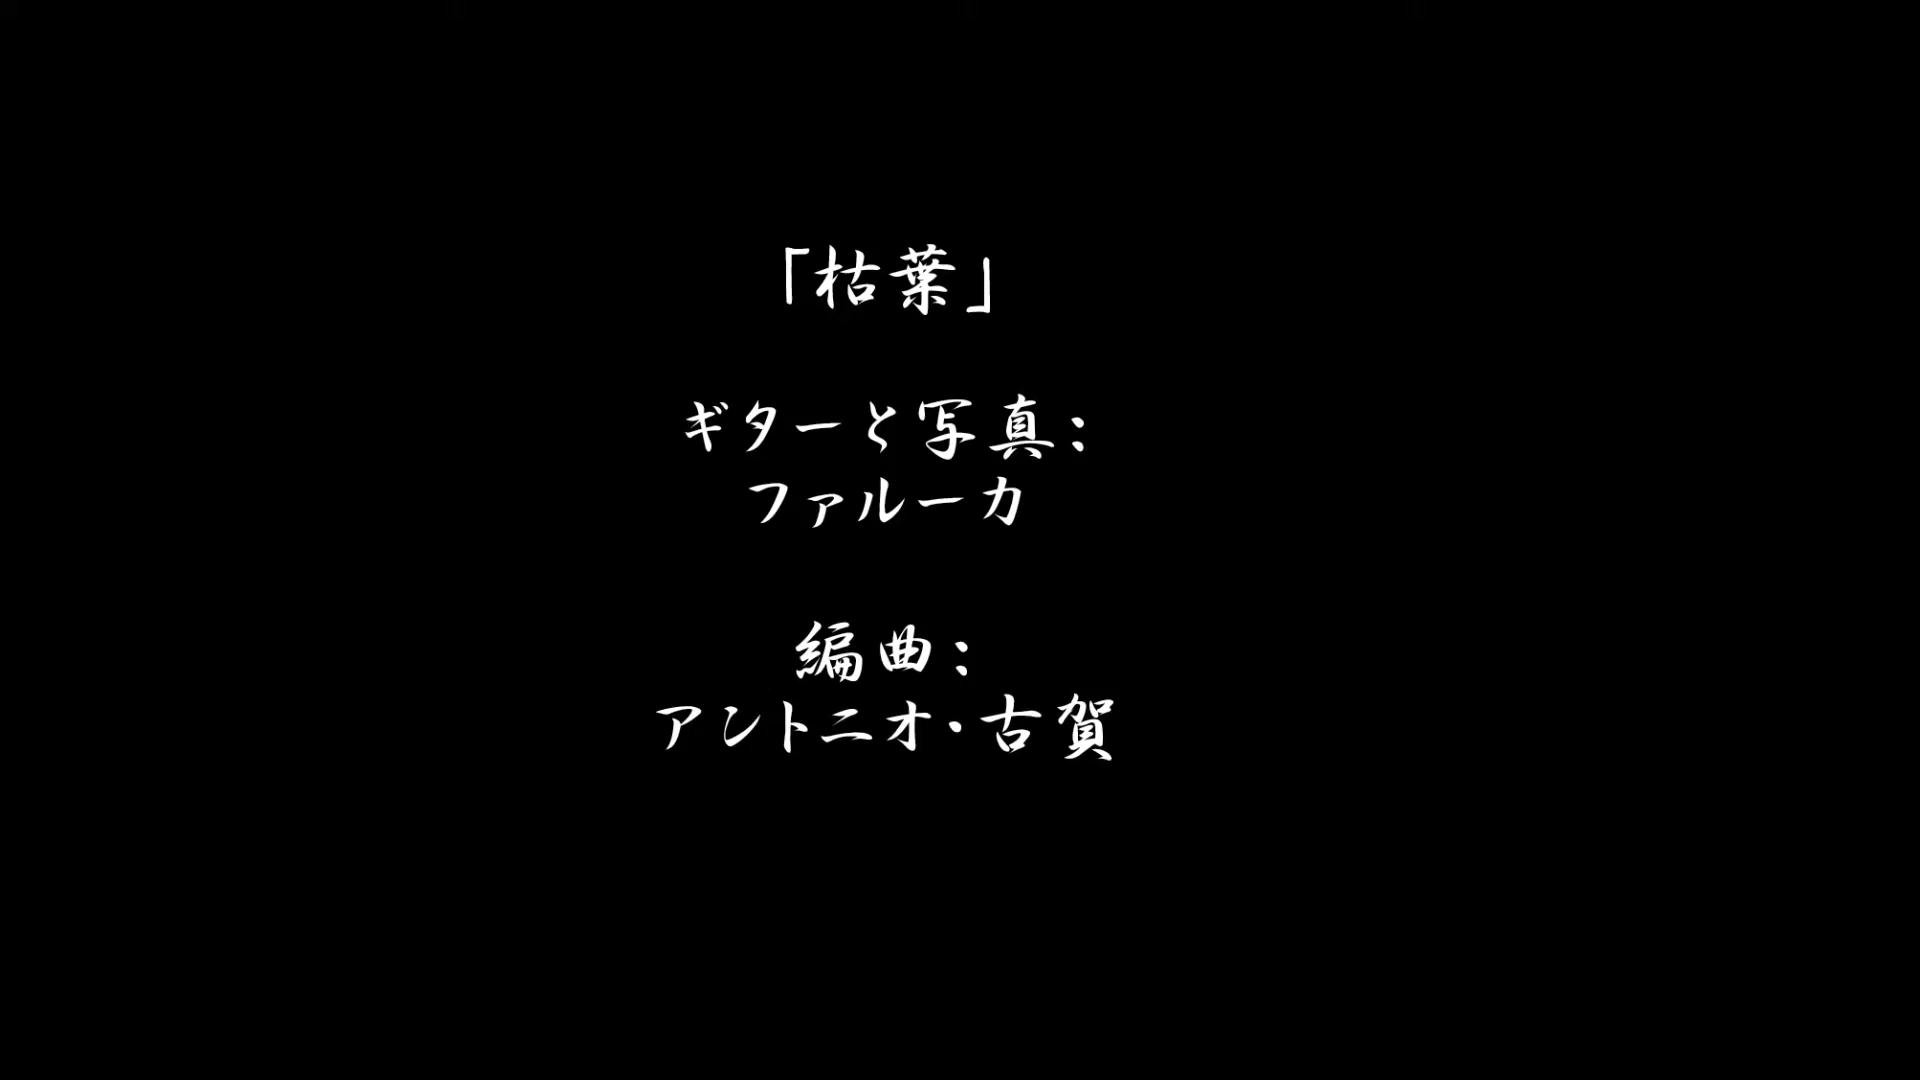 「枯葉」
ギターと写真：
ファルーカ
編曲：
アントニオ・古賀